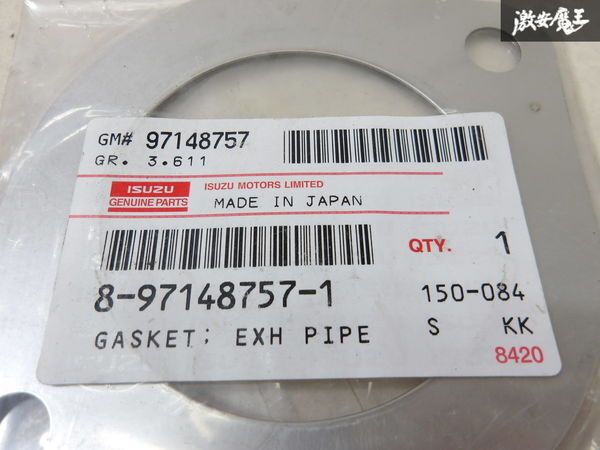 激安魔王
GM# 97148757
GR. 3.611
ISUZU
GENUINE PARTS
ISUZU MOTORS LIMITED
MADE IN JAPAN
QTY. 1
8-97148757-1
150-084
GASKET; EXH PIPE
S KK
8420